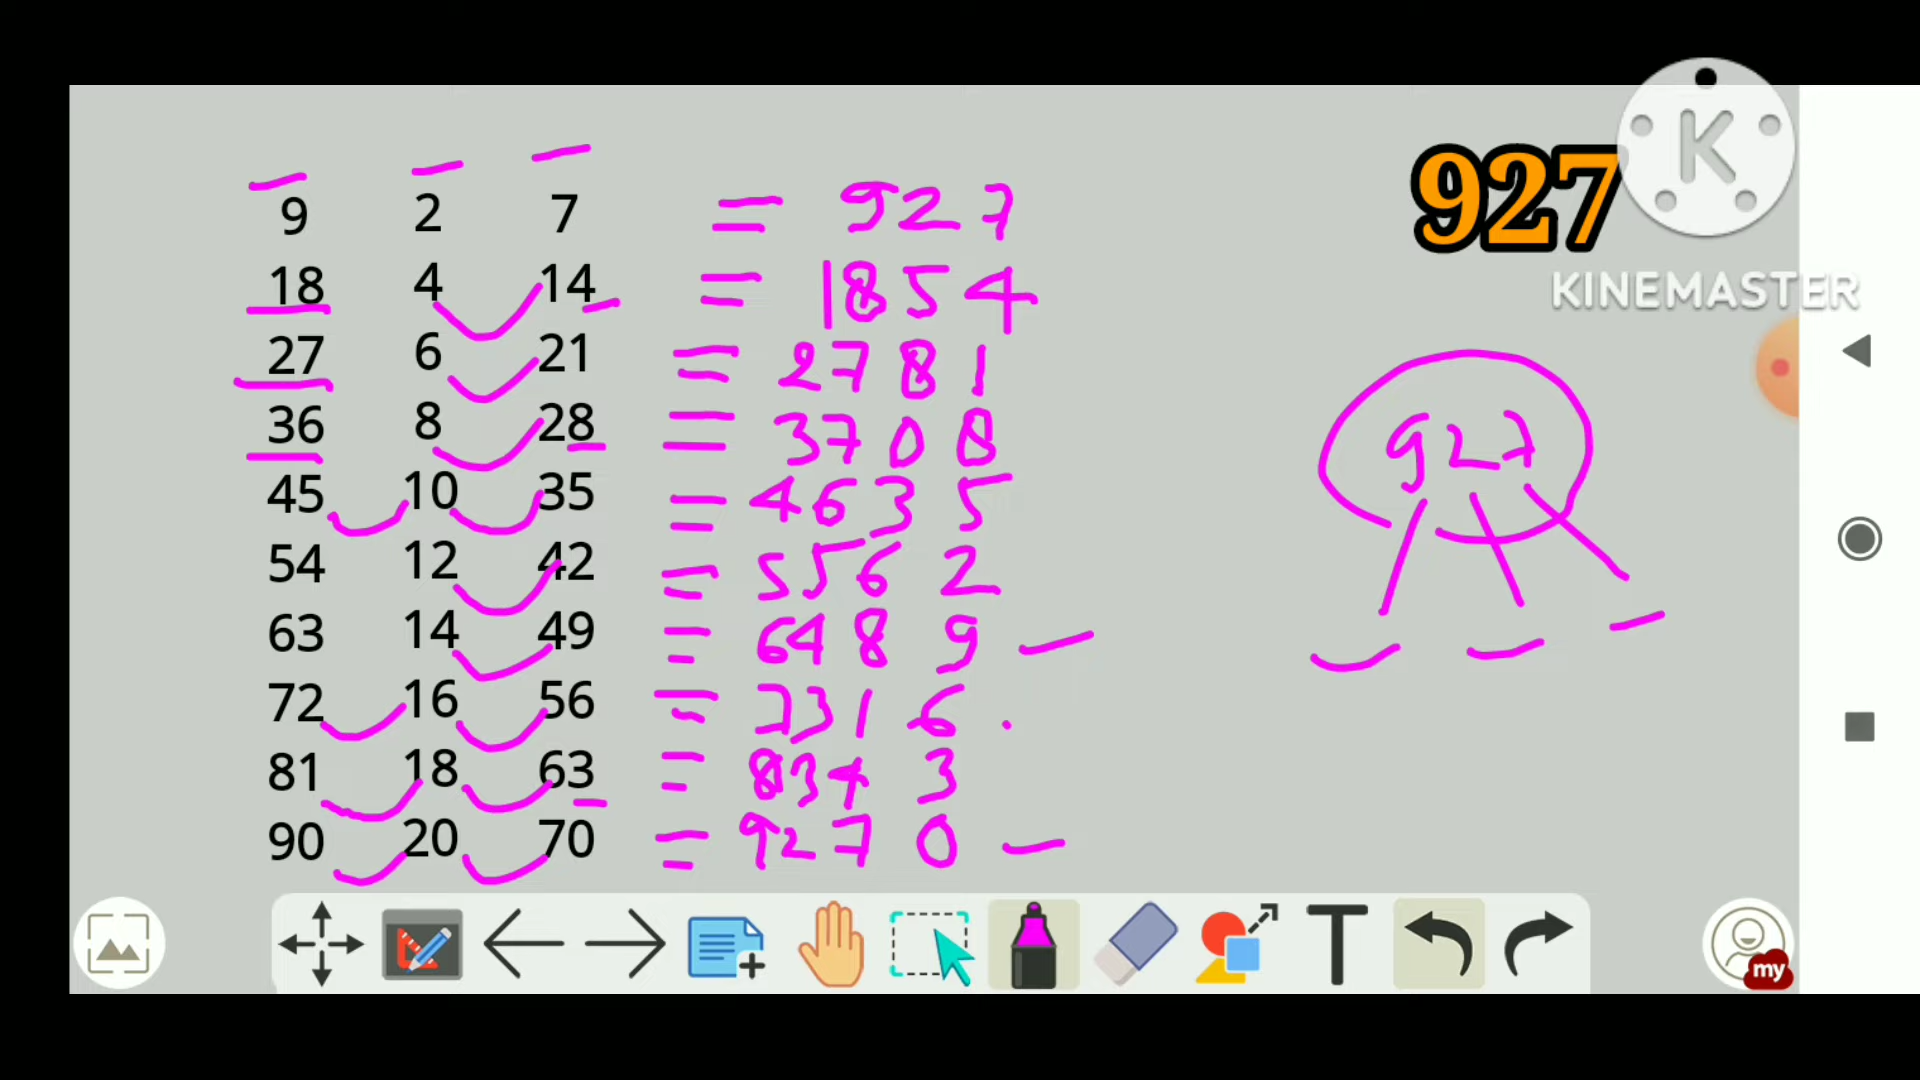 927
KINEMASTER
9 2 7 = 927
18 4 14 = 1854
27 6 21 = 2781
36 8 28 = 3708
45 10 35 = 4635
54 12 42 = 5562
63 14 49 = 6489
72 16 56 = 7316
81 18 63 = 8343
90 20 70 = 9270
927
T
my